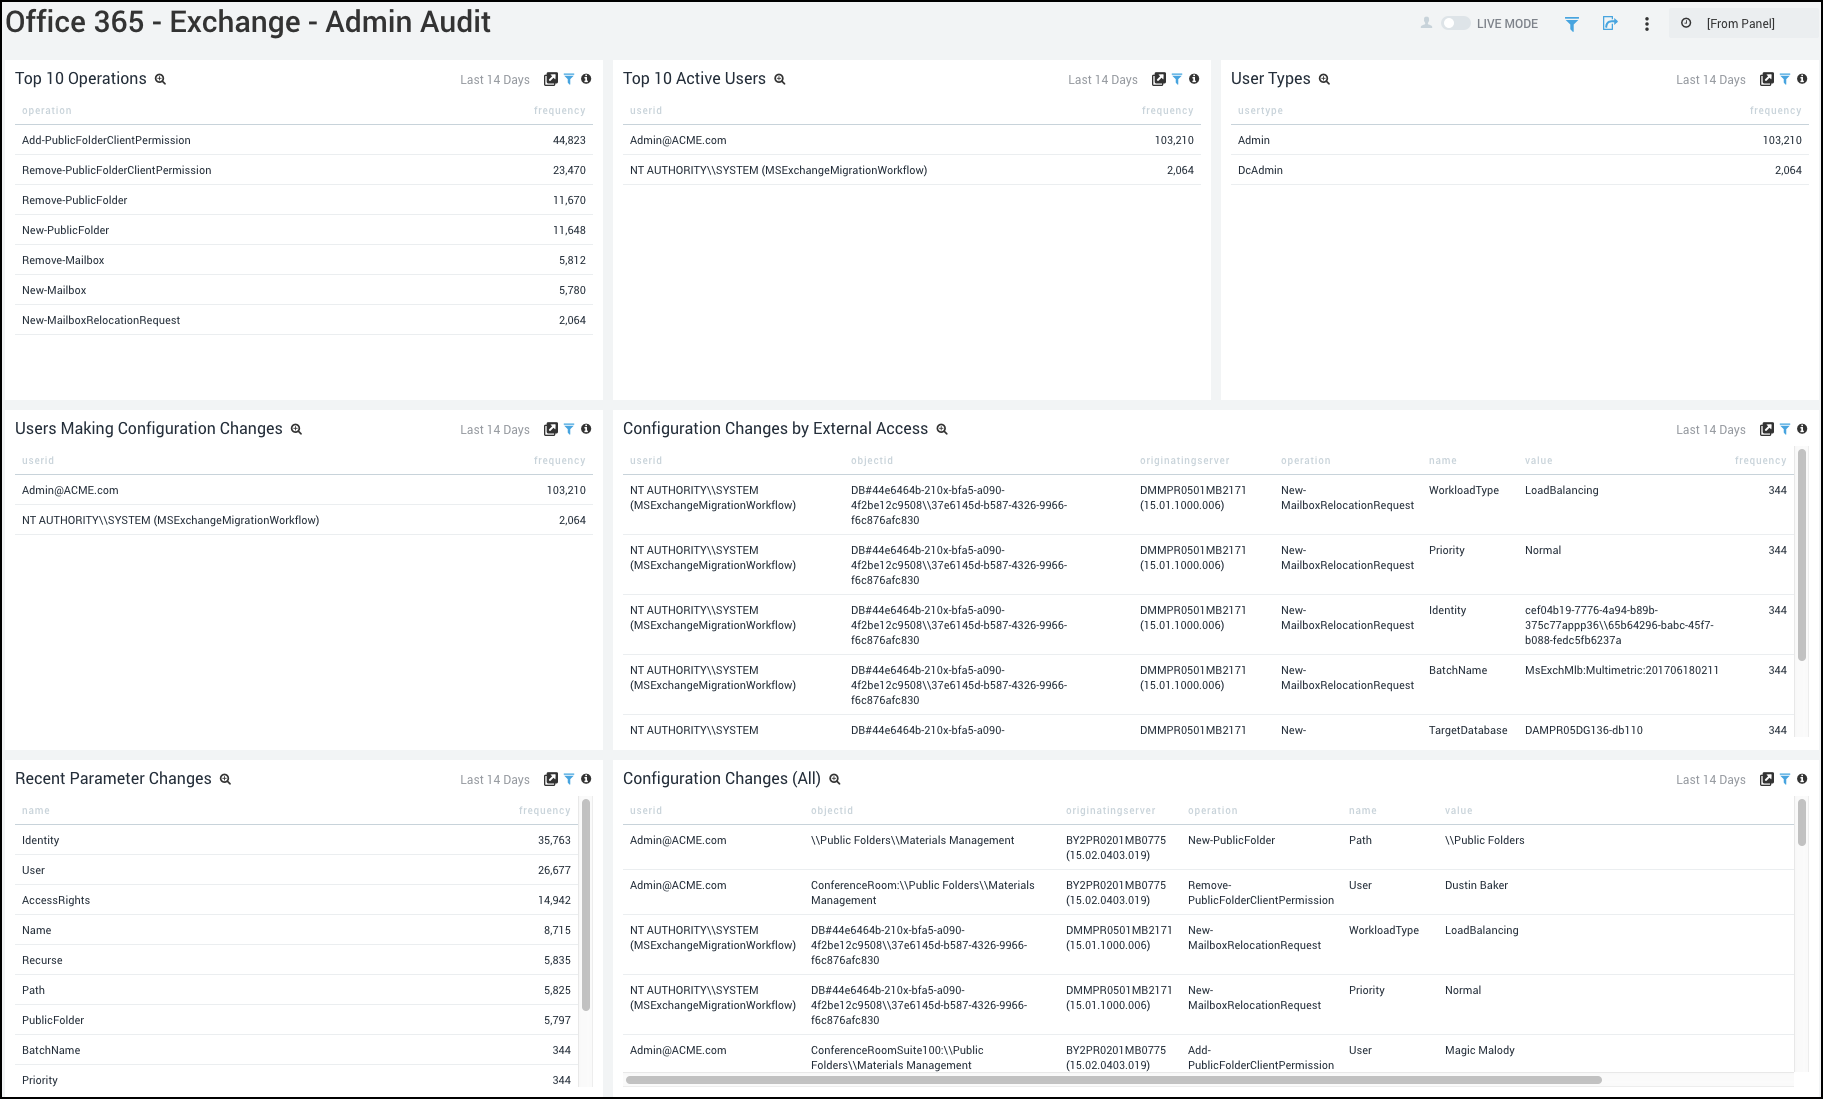 Office 365 - Exchange - Admin Audit
LIVE MODE
[From Panel]
Top 10 Operations
Last 14 Days
operation frequency
Add-PublicFolderClientPermission 44,823
Remove-PublicFolderClientPermission 23,470
Remove-PublicFolder 11,670
New-PublicFolder 11,648
Remove-Mailbox 5,812
New-Mailbox 5,780
New-MailboxRelocationRequest 2,064
Top 10 Active Users
Last 14 Days
userid frequency
Admin@ACME.com 103,210
NT AUTHORITY\\SYSTEM (MSExchangeMigrationWorkflow) 2,064
User Types
Last 14 Days
usertype frequency
Admin 103,210
DcAdmin 2,064
Users Making Configuration Changes
Last 14 Days
userid frequency
Admin@ACME.com 103,210
NT AUTHORITY\\SYSTEM (MSExchangeMigrationWorkflow) 2,064
Configuration Changes by External Access
Last 14 Days
userid objectid originatingserver operation name value frequency
NT AUTHORITY\\SYSTEM DB#44e6464b-210x-bfa5-a090- DMMPR0501MB2171 New- WorkloadType LoadBalancing 344
(MSExchangeMigrationWorkflow) 4f2be12c9508\\37e6145d-b587-4326-9966- (15.01.1000.006) MailboxRelocationRequest
f6c876afc830
NT AUTHORITY\\SYSTEM DB#44e6464b-210x-bfa5-a090- DMMPR0501MB2171 New- Priority Normal 344
(MSExchangeMigrationWorkflow) 4f2be12c9508\\37e6145d-b587-4326-9966- (15.01.1000.006) MailboxRelocationRequest
f6c876afc830
NT AUTHORITY\\SYSTEM DB#44e6464b-210x-bfa5-a090- DMMPR0501MB2171 New- Identity cef04b19-7776-4a94-b89b- 344
(MSExchangeMigrationWorkflow) 4f2be12c9508\\37e6145d-b587-4326-9966- (15.01.1000.006) MailboxRelocationRequest 375c77appp36\\65b64296-babc-45f7-
f6c876afc830 b088-fedc5fb6237a
NT AUTHORITY\\SYSTEM DB#44e6464b-210x-bfa5-a090- DMMPR0501MB2171 New- BatchName MsExchMlb:Multimetric:201706180211 344
(MSExchangeMigrationWorkflow) 4f2be12c9508\\37e6145d-b587-4326-9966- (15.01.1000.006) MailboxRelocationRequest
f6c876afc830
NT AUTHORITY\\SYSTEM DB#44e6464b-210x-bfa5-a090- DMMPR0501MB2171 New- TargetDatabase DAMPR05DG136-db110 344
Recent Parameter Changes
Last 14 Days
name frequency
Identity 35,763
User 26,677
AccessRights 14,942
Name 8,715
Recurse 5,835
Path 5,825
PublicFolder 5,797
BatchName 344
Priority 344
Configuration Changes (All)
Last 14 Days
userid objectid originatingserver operation name value
Admin@ACME.com \\Public Folders\\Materials Management BY2PR0201MB0775 New-PublicFolder Path \\Public Folders
(15.02.0403.019)
Admin@ACME.com ConferenceRoom:\\Public Folders\\Materials BY2PR0201MB0775 Remove- User Dustin Baker
Management (15.02.0403.019) PublicFolderClientPermission
NT AUTHORITY\\SYSTEM DB#44e6464b-210x-bfa5-a090- DMMPR0501MB2171 New- WorkloadType LoadBalancing
(MSExchangeMigrationWorkflow) 4f2be12c9508\\37e6145d-b587-4326-9966- (15.01.1000.006) MailboxRelocationRequest
f6c876afc830
NT AUTHORITY\\SYSTEM DB#44e6464b-210x-bfa5-a090- DMMPR0501MB2171 New- Priority Normal
(MSExchangeMigrationWorkflow) 4f2be12c9508\\37e6145d-b587-4326-9966- (15.01.1000.006) MailboxRelocationRequest
f6c876afc830
Admin@ACME.com ConferenceRoomSuite100:\\Public BY2PR0201MB0775 Add- User Magic Malody
Folders\\Materials Management (15.02.0403.019) PublicFolderClientPermission